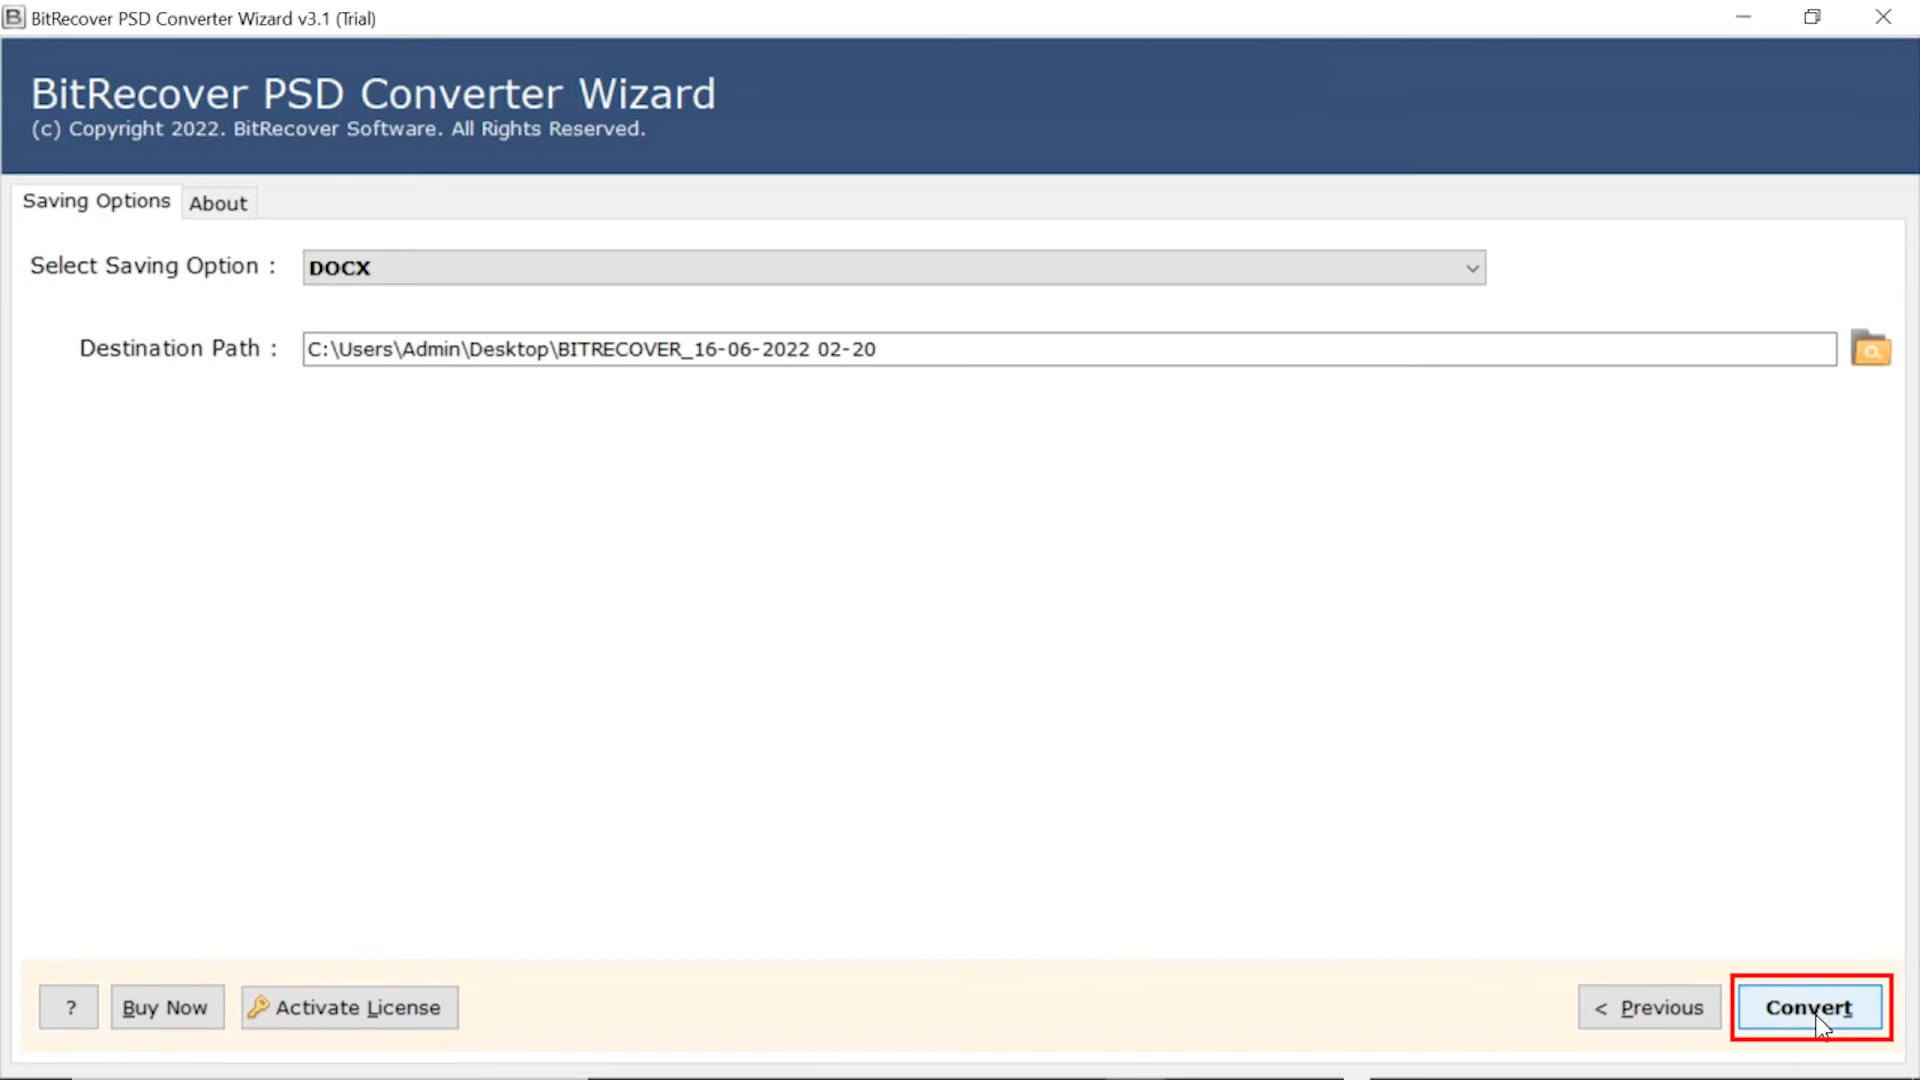 BitRecover PSD Converter Wizard v3.1 (Trial)
BitRecover PSD Converter Wizard
(c) Copyright 2022. BitRecover Software. All Rights Reserved.
Saving Options About
Select Saving Option : DOCX
Destination Path : C:\Users\Admin\Desktop\BITRECOVER_16-06-2022 02-20
? Buy Now Activate License < Previous Convert